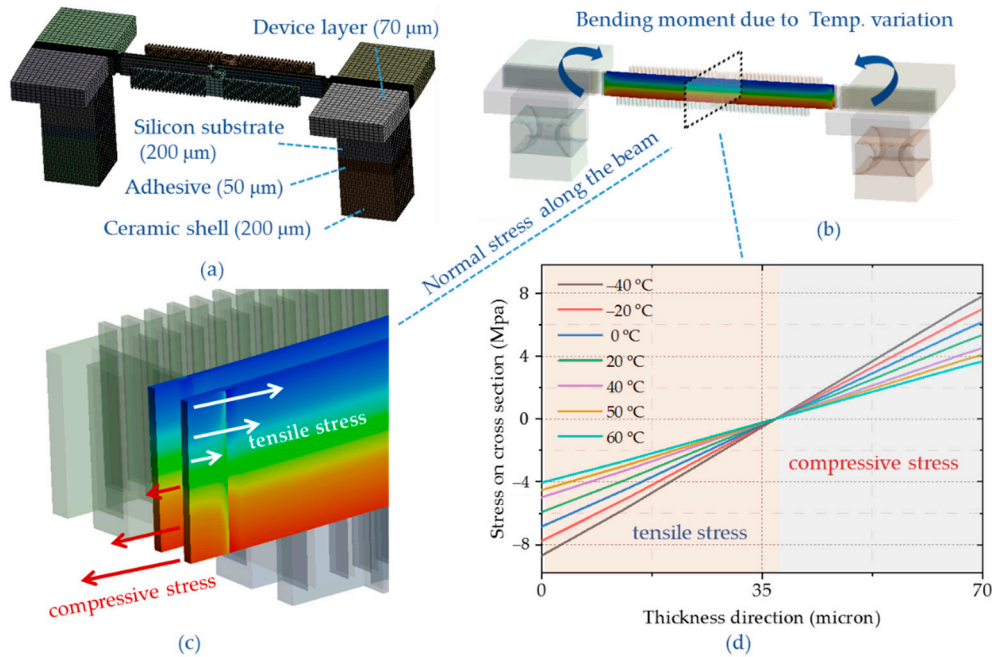 Device layer (70 μm)
Silicon substrate
(200 μm)
Adhesive (50 μm)
Ceramic shell (200 μm)
(a)
Bending moment due to Temp. variation
(b)
Normal stress along the beam
tensile stress
compressive stress
(c)
Stress on cross section (Mpa)
8
4
0
–4
–8
–40 °C
–20 °C
0 °C
20 °C
40 °C
50 °C
60 °C
compressive stress
tensile stress
0
35
70
Thickness direction (micron)
(d)